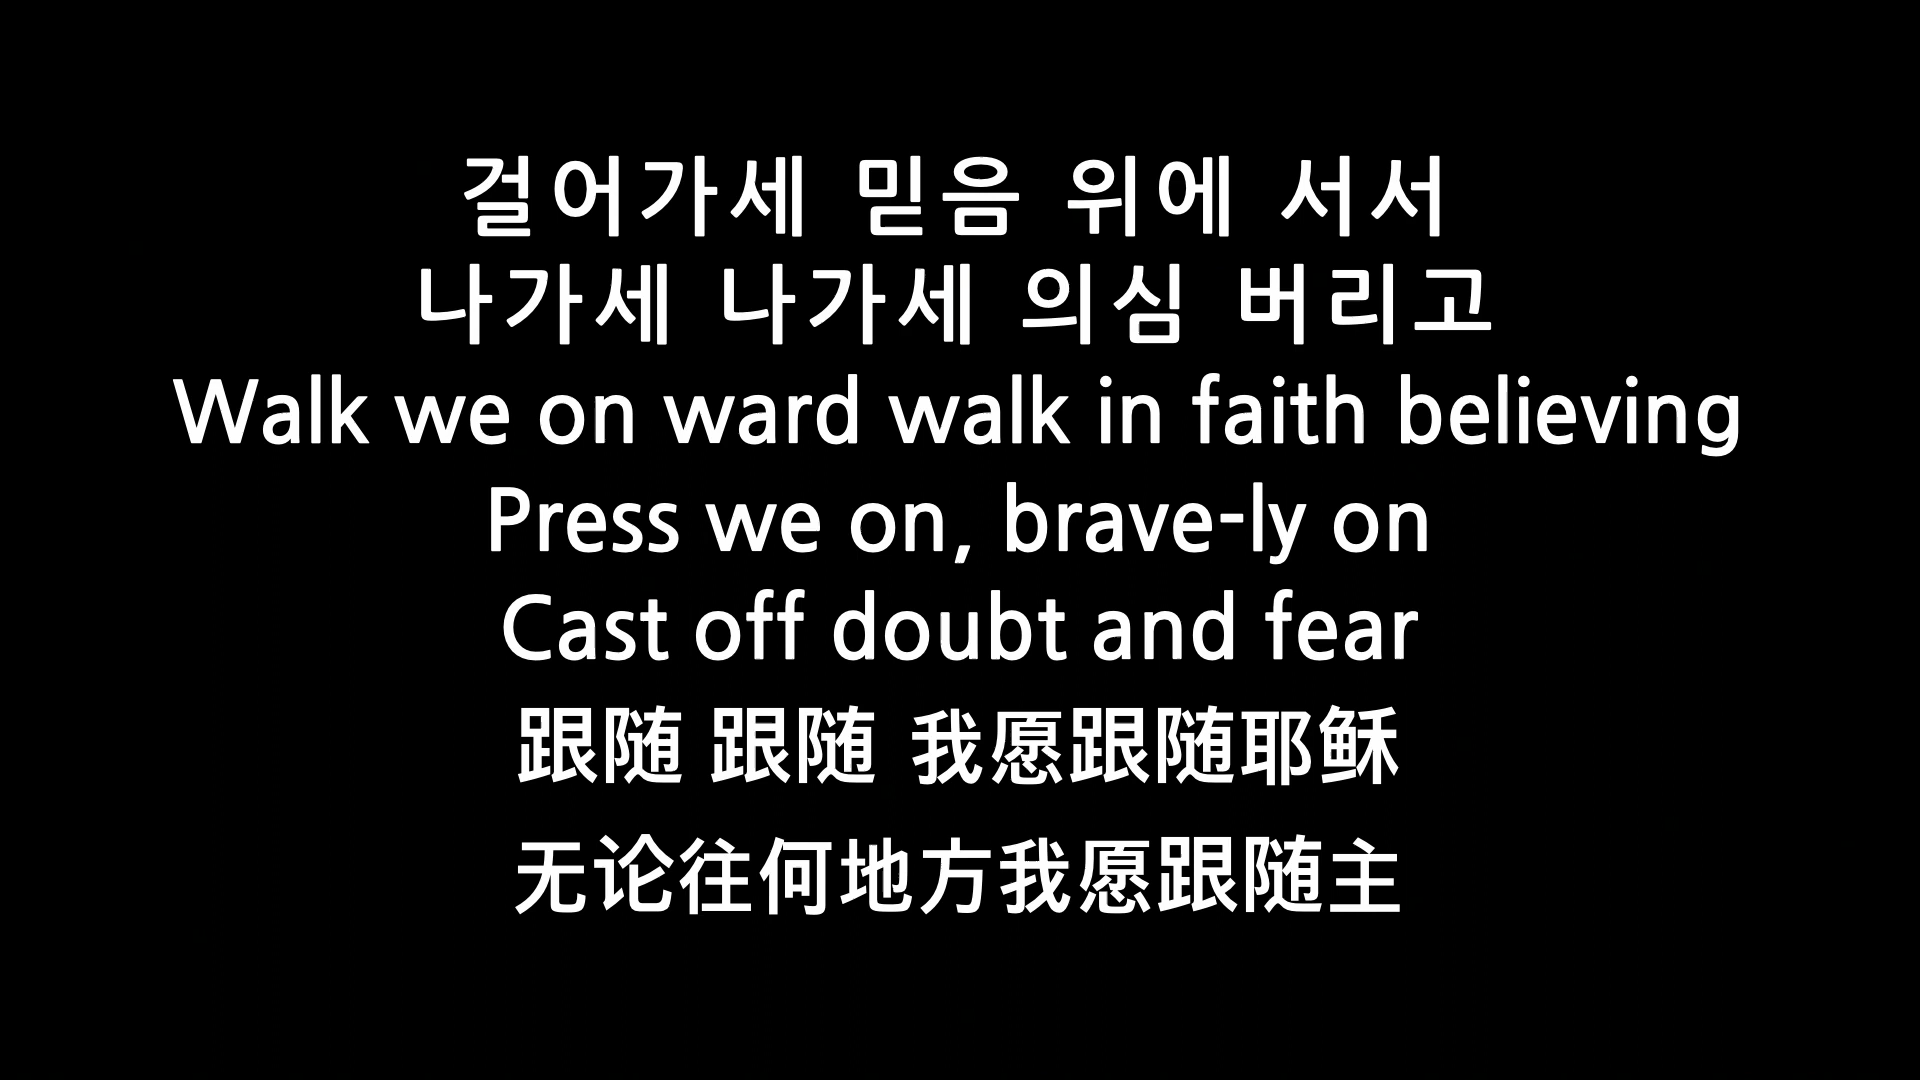 걸어가세 믿음 위에 서서
나가세 나가세 의심 버리고
Walk we on ward walk in faith believing
Press we on, brave-ly on
Cast off doubt and fear
跟随 跟随 我愿跟随耶稣
无论往何地方我愿跟随主